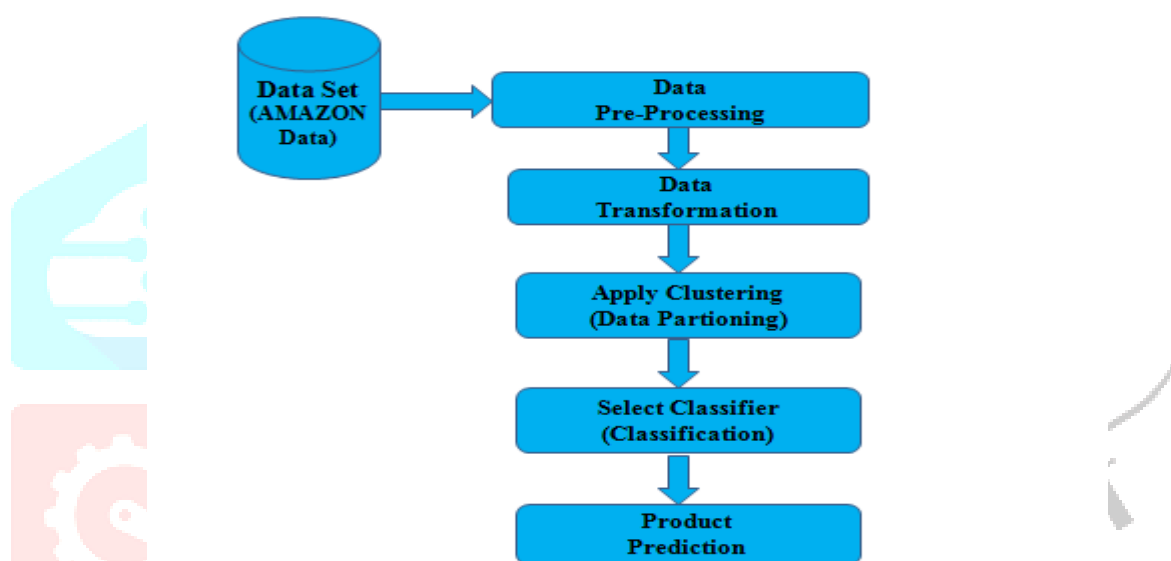 Data Set
(AMAZON
Data)
Data
Pre-Processing
Data
Transformation
Apply Clustering
(Data Partioning)
Select Classifier
(Classification)
Product
Prediction